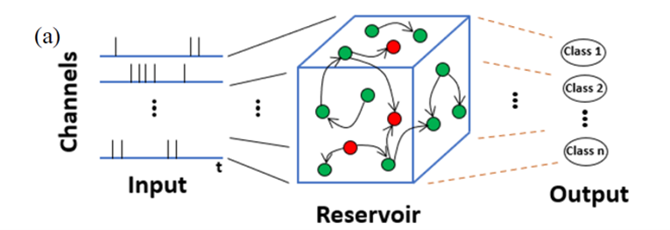 (a)
Channels
t
Input
Reservoir
Class 1
Class 2
Class n
Output